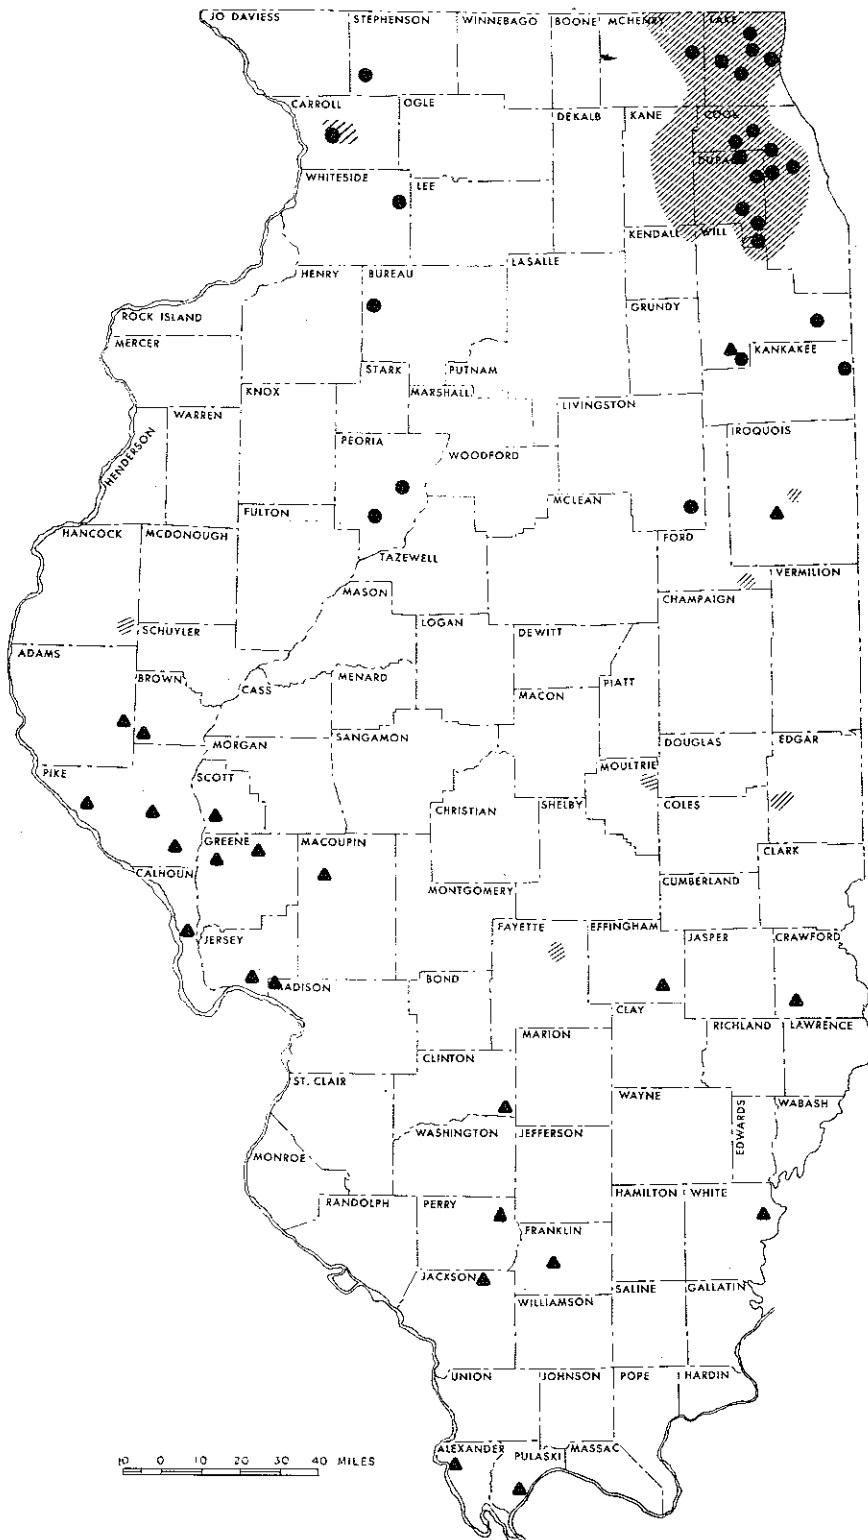 JO DAVIESS
STEPHENSON
WINNEBAGO
BOONE
MCHENRY
LAKE
CARROLL
OGLE
DEKALB
KANE
COOK
DUPAGE
WHITESIDE
LEE
KENDALL
WILL
LASALLE
HENRY
BUREAU
GRUNDY
ROCK ISLAND
MERCER
KANKAKEE
STARK
PUTNAM
KNOX
MARSHALL
LIVINGSTON
WARREN
IROQUOIS
HENDERSON
PEORIA
WOODFORD
MCLEAN
FULTON
HANCOCK
MCDONOUGH
FORD
TAZEWELL
VERMILION
MASON
CHAMPAIGN
LOGAN
SCHUYLER
DEWITT
ADAMS
BROWN
CASS
MENARD
PIATT
MACON
MORGAN
SANGAMON
DOUGLAS
EDGAR
PIKE
SCOTT
MOULTRIE
CHRISTIAN
SHELBY
COLES
GREENE
MACOUPIN
CLARK
CALHOUN
CUMBERLAND
MONTGOMERY
FAYETTE
EFFINGHAM
JASPER
CRAWFORD
JERSEY
MADISON
BOND
CLAY
RICHLAND
LAWRENCE
MARION
CLINTON
ST. CLAIR
WAYNE
EDWARDS
WABASH
WASHINGTON
JEFFERSON
MONROE
HAMILTON
WHITE
RANDOLPH
PERRY
FRANKLIN
JACKSON
SALINE
GALLATIN
WILLIAMSON
UNION
JOHNSON
POPE
HARDIN
ALEXANDER
PULASKI
MASSAC
10 0 10 20 30 40 MILES